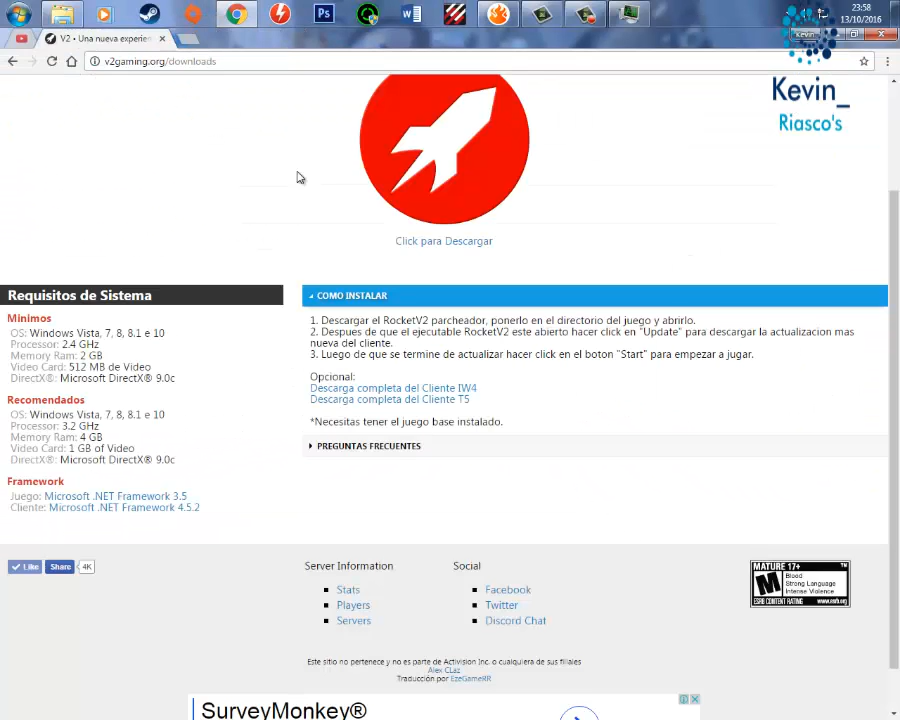 23:58
13/10/2016
V2 • Una nueva experie
Kevin
v2gaming.org/downloads
Kevin_
Riasco's
Click para Descargar
Requisitos de Sistema
Minimos
OS: Windows Vista, 7, 8, 8.1 e 10
Processor: 2.4 GHz
Memory Ram: 2 GB
Video Card: 512 MB de Video
DirectX®: Microsoft DirectX® 9.0c
Recomendados
OS: Windows Vista, 7, 8, 8.1 e 10
Processor: 3.2 GHz
Memory Ram: 4 GB
Video Card: 1 GB of Video
DirectX®: Microsoft DirectX® 9.0c
Framework
Juego: Microsoft .NET Framework 3.5
Cliente: Microsoft .NET Framework 4.5.2
COMO INSTALAR
1. Descargar el RocketV2 parcheador, ponerlo en el directorio del juego y abrirlo.
2. Despues de que el ejecutable RocketV2 este abierto hacer click en "Update" para descargar la actualizacion mas
nueva del cliente.
3. Luego de que se termine de actualizar hacer click en el boton "Start" para empezar a jugar.
Opcional:
Descarga completa del Cliente IW4
Descarga completa del Cliente T5
*Necesitas tener el juego base instalado.
PREGUNTAS FRECUENTES
Like Share 4K
Server Information
Stats
Players
Servers
Social
Facebook
Twitter
Discord Chat
MATURE 17+
M
Blood
Strong Language
Intense Violence
ESRB CONTENT RATING www.esrb.org
Este sitio no pertenece y no es parte de Activision Inc. o cualquiera de sus filiales
Alex CLaz
Traducción por EzeGameRR
SurveyMonkey®